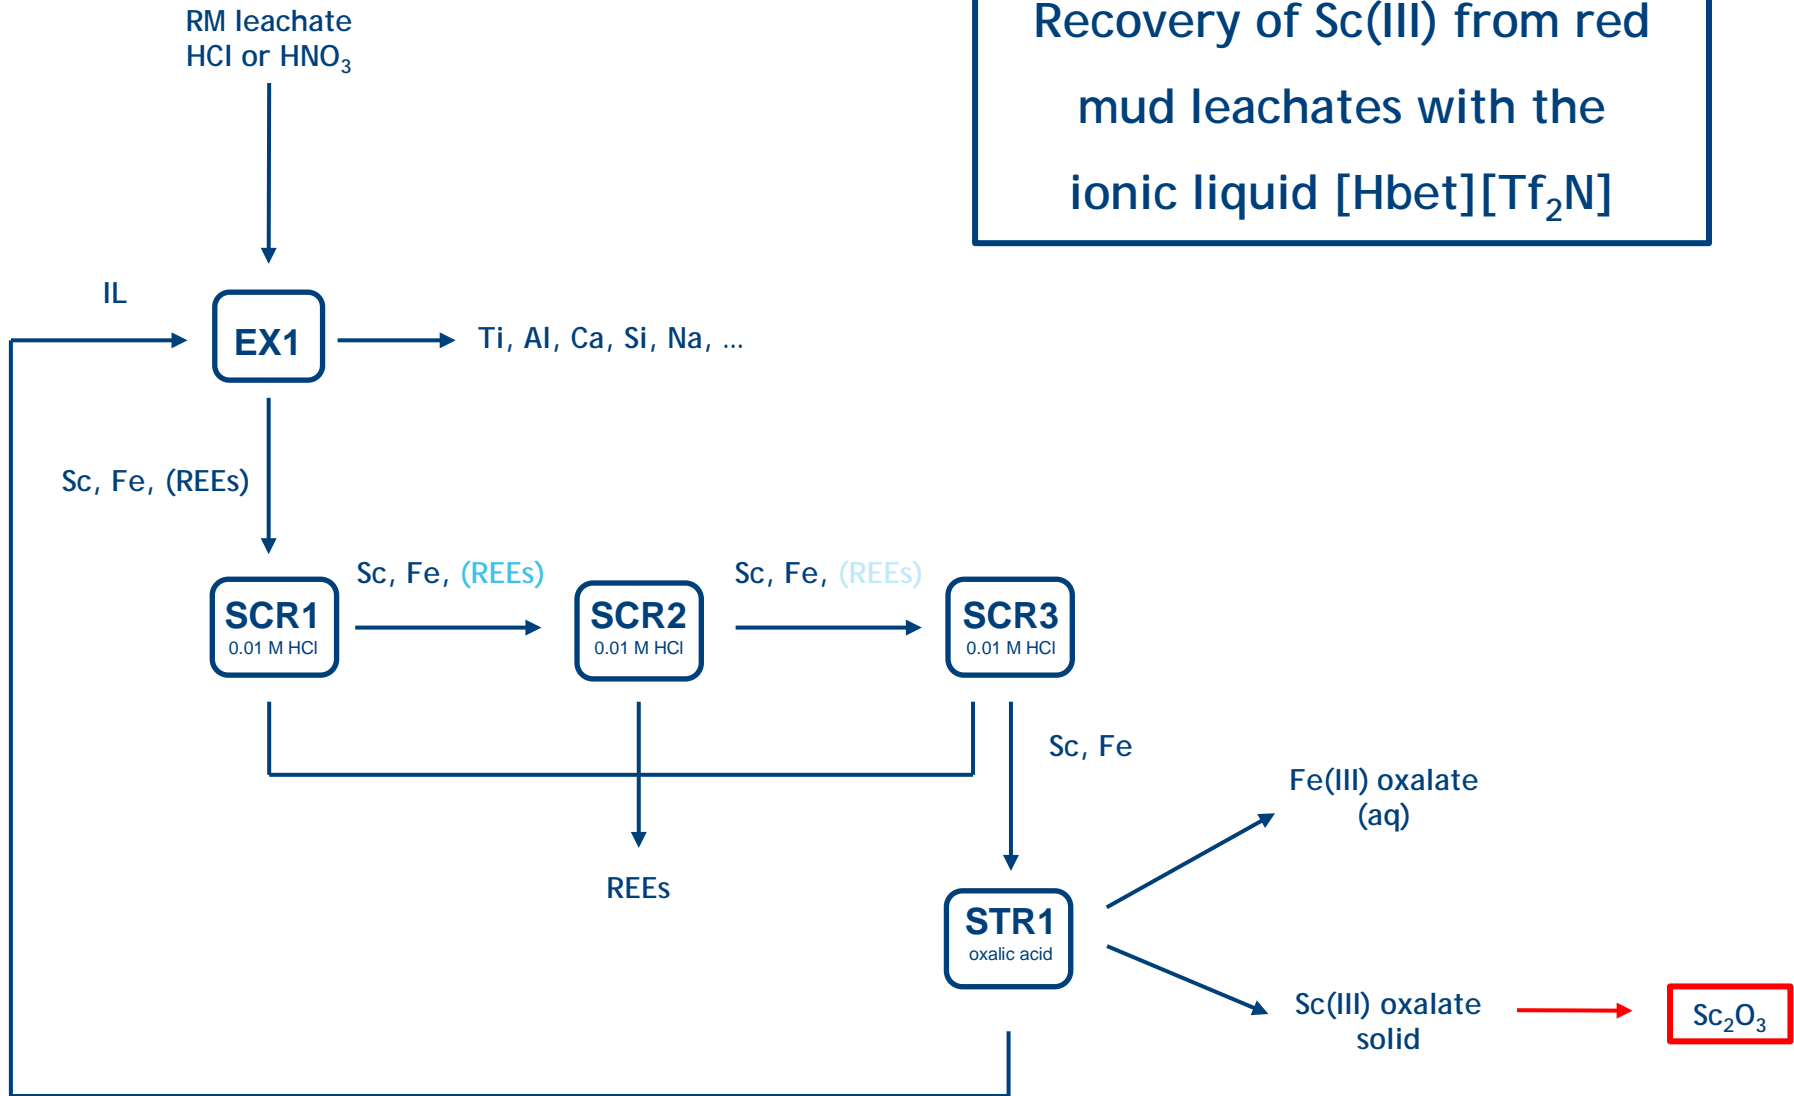 RM leachate
HCl or HNO₃
Recovery of Sc(III) from red
mud leachates with the
ionic liquid [Hbet][Tf₂N]
IL
EX1
Ti, Al, Ca, Si, Na, ...
Sc, Fe, (REEs)
SCR1
0.01 M HCl
Sc, Fe, (REEs)
SCR2
0.01 M HCl
Sc, Fe, (REEs)
SCR3
0.01 M HCl
Sc, Fe
REEs
STR1
oxalic acid
Fe(III) oxalate
(aq)
Sc(III) oxalate
solid
Sc₂O₃